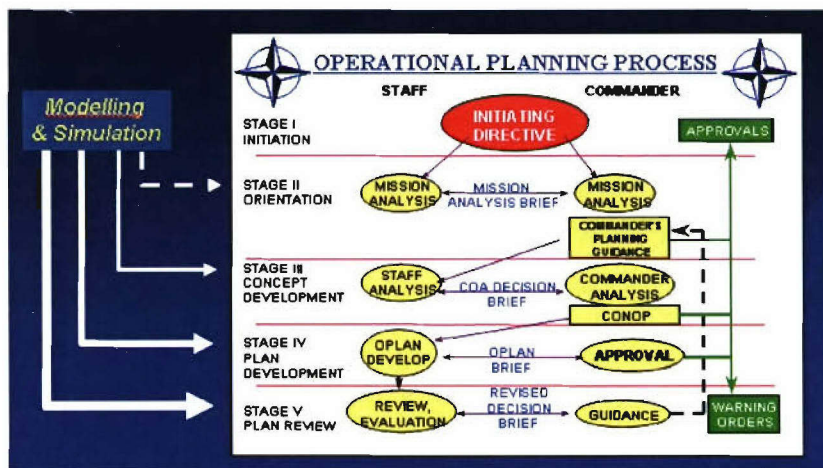 Modelling
& Simulation
OPERATIONAL PLANNING PROCESS
STAFF
COMMANDER
STAGE I
INITIATION
INITIATING
DIRECTIVE
APPROVALS
STAGE II
ORIENTATION
MISSION
ANALYSIS
MISSION
ANALYSIS BRIEF
MISSION
ANALYSIS
COMMANDER'S
PLANNING
GUIDANCE
STAGE III
CONCEPT
DEVELOPMENT
STAFF
ANALYSIS
COA DECISION
BRIEF
COMMANDER
ANALYSIS
CONOP
STAGE IV
PLAN
DEVELOPMENT
OPLAN
DEVELOP
OPLAN
BRIEF
APPROVAL
STAGE V
PLAN REVIEW
REVIEW,
EVALUATION
REVISED
DECISION
BRIEF
GUIDANCE
WARNING
ORDERS